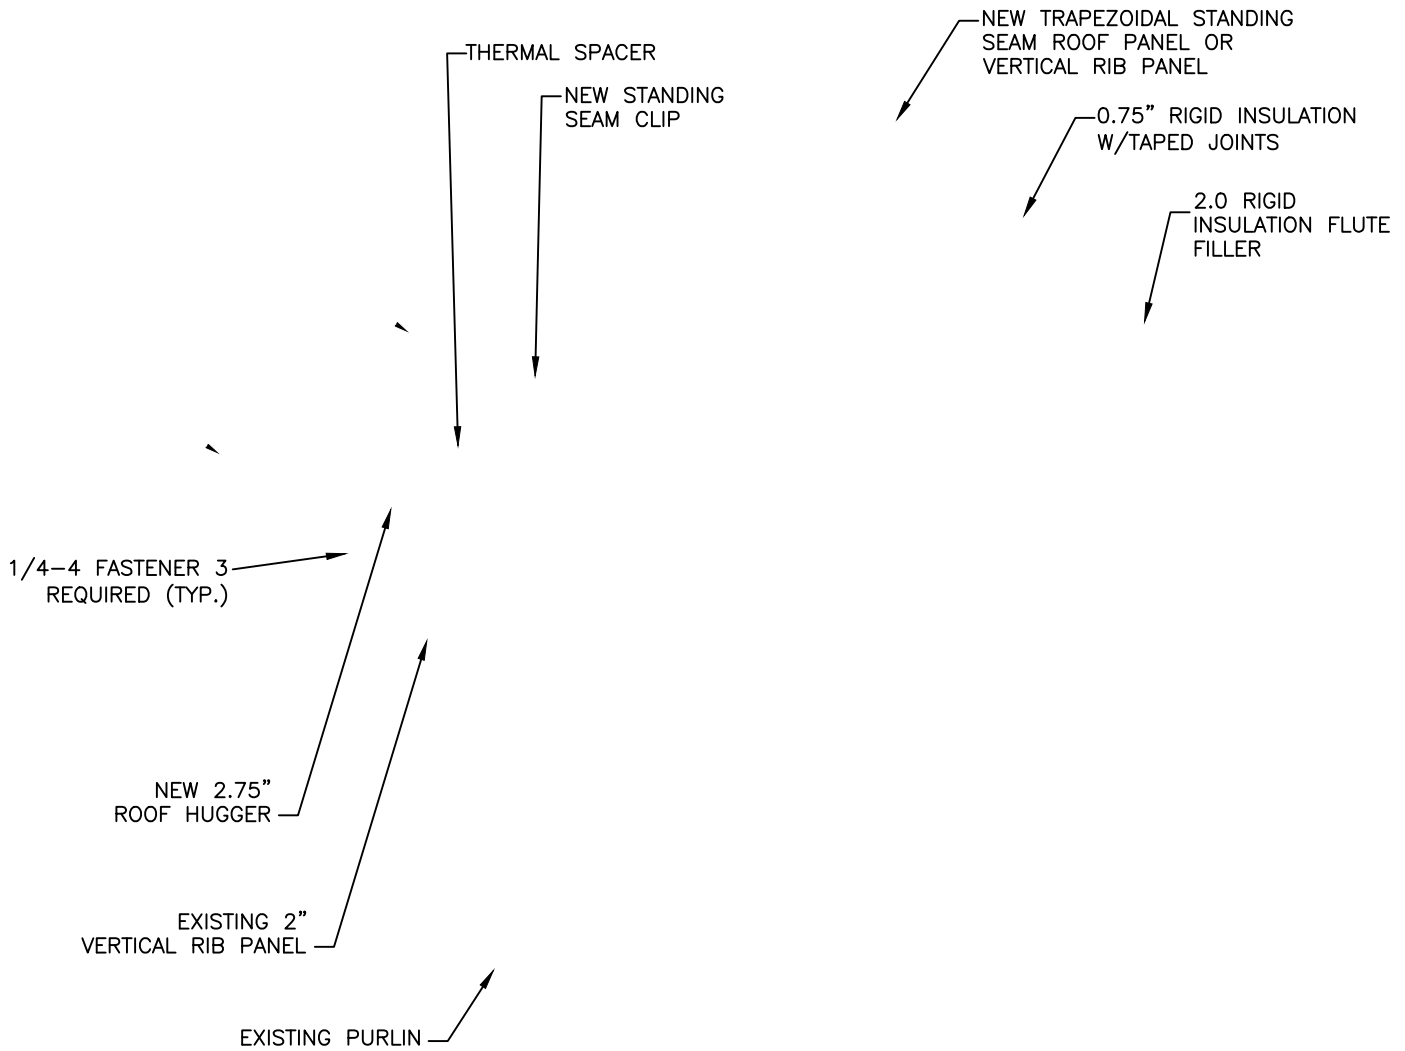 NEW TRAPEZOIDAL STANDING
SEAM ROOF PANEL OR
VERTICAL RIB PANEL
THERMAL SPACER
NEW STANDING
SEAM CLIP
0.75” RIGID INSULATION
W/TAPED JOINTS
2.0 RIGID
INSULATION FLUTE
FILLER
1/4-4 FASTENER 3
REQUIRED (TYP.)
NEW 2.75”
ROOF HUGGER
EXISTING 2”
VERTICAL RIB PANEL
EXISTING PURLIN